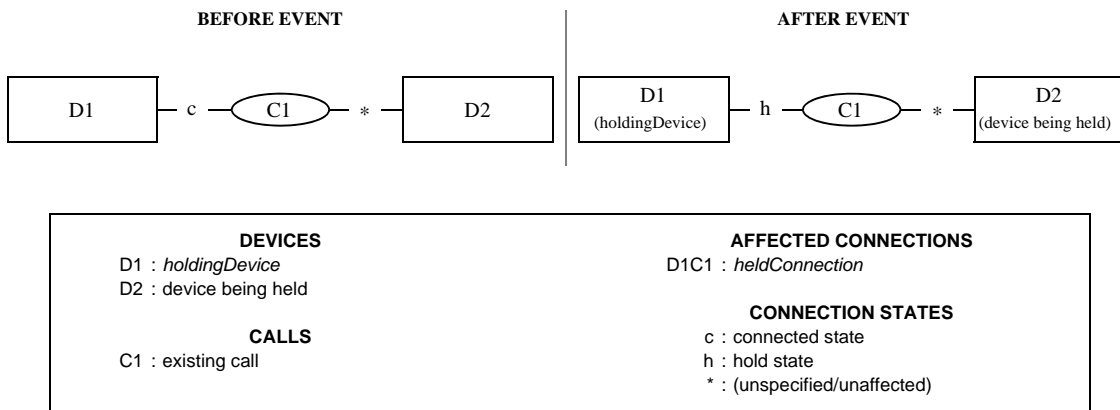 BEFORE EVENT
AFTER EVENT
D1 c C1 * D2
D1 h C1 * D2
(holdingDevice) (device being held)
DEVICES
D1 : holdingDevice
D2 : device being held
CALLS
C1 : existing call
AFFECTED CONNECTIONS
D1C1 : heldConnection
CONNECTION STATES
c : connected state
h : hold state
* : (unspecified/unaffected)